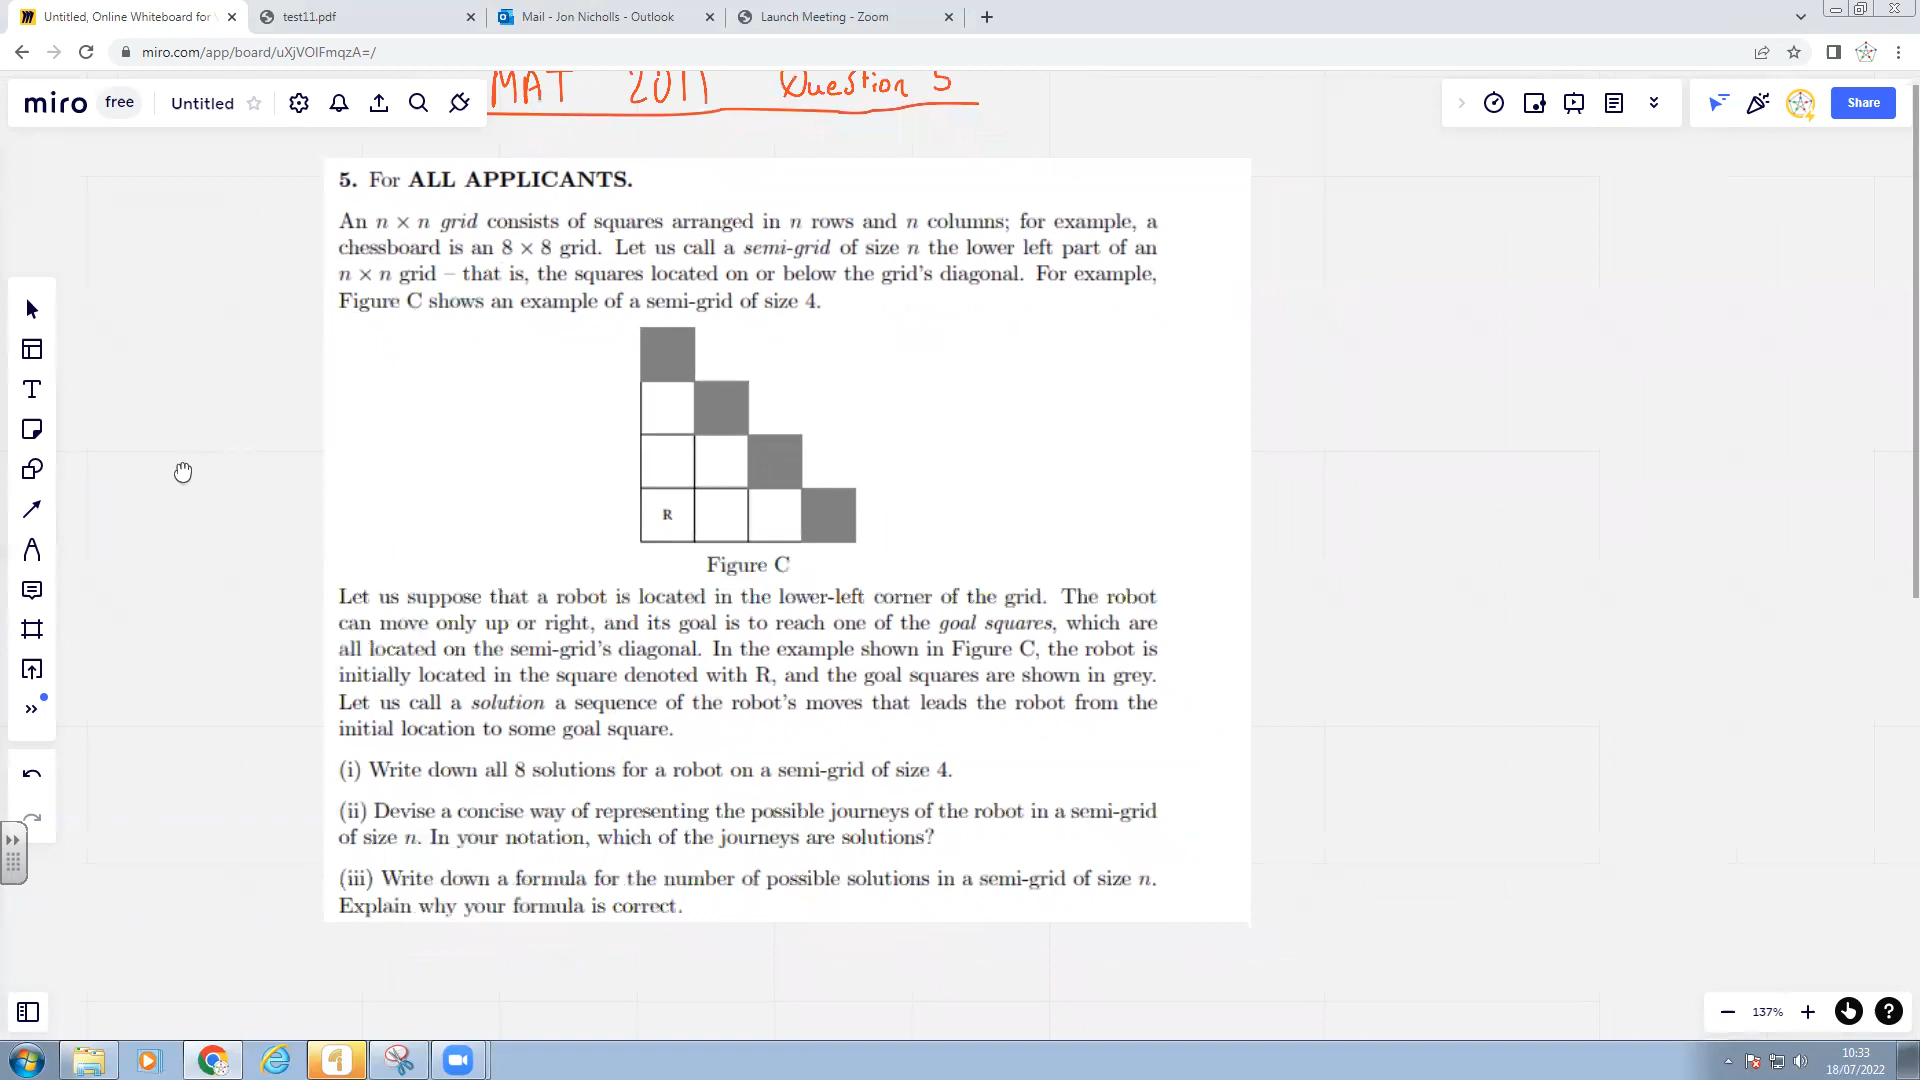 Untitled, Online Whiteboard for
test11.pdf
Mail - Jon Nicholls - Outlook
Launch Meeting - Zoom
miro.com/app/board/uXjVOlFmqzA=/
MAT 2011 Question 5
miro free Untitled
Share
5. For ALL APPLICANTS.
An n × n grid consists of squares arranged in n rows and n columns; for example, a
chessboard is an 8 × 8 grid. Let us call a semi-grid of size n the lower left part of an
n × n grid – that is, the squares located on or below the grid's diagonal. For example,
Figure C shows an example of a semi-grid of size 4.
R
Figure C
Let us suppose that a robot is located in the lower-left corner of the grid. The robot
can move only up or right, and its goal is to reach one of the goal squares, which are
all located on the semi-grid's diagonal. In the example shown in Figure C, the robot is
initially located in the square denoted with R, and the goal squares are shown in grey.
Let us call a solution a sequence of the robot's moves that leads the robot from the
initial location to some goal square.
(i) Write down all 8 solutions for a robot on a semi-grid of size 4.
(ii) Devise a concise way of representing the possible journeys of the robot in a semi-grid
of size n. In your notation, which of the journeys are solutions?
(iii) Write down a formula for the number of possible solutions in a semi-grid of size n.
Explain why your formula is correct.
137%
10:33
18/07/2022